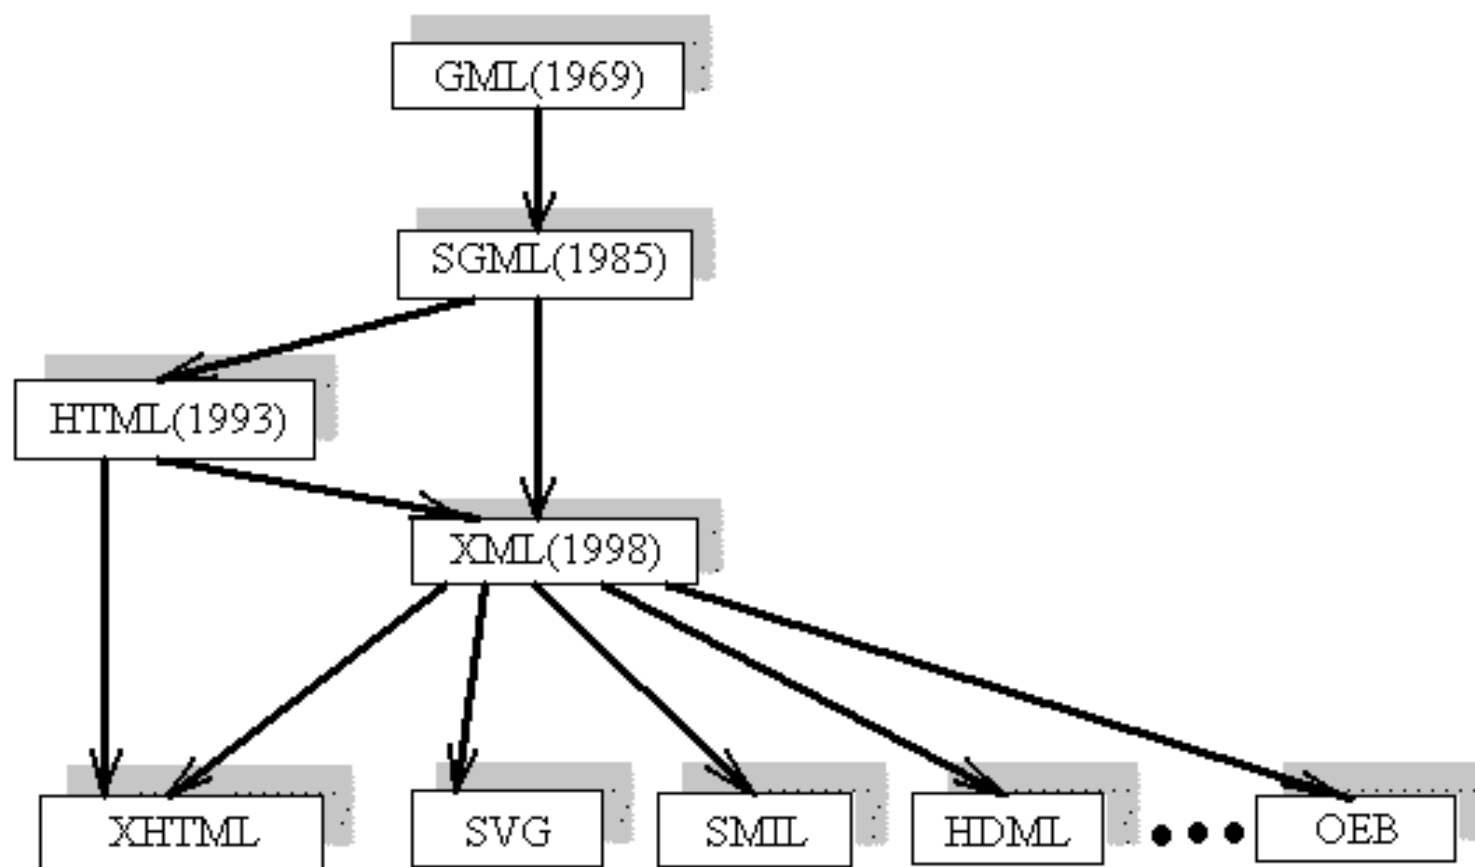 GML(1969)
SGML(1985)
HTML(1993)
XML(1998)
XHTML
SVG
SMIL
HDML
OEB